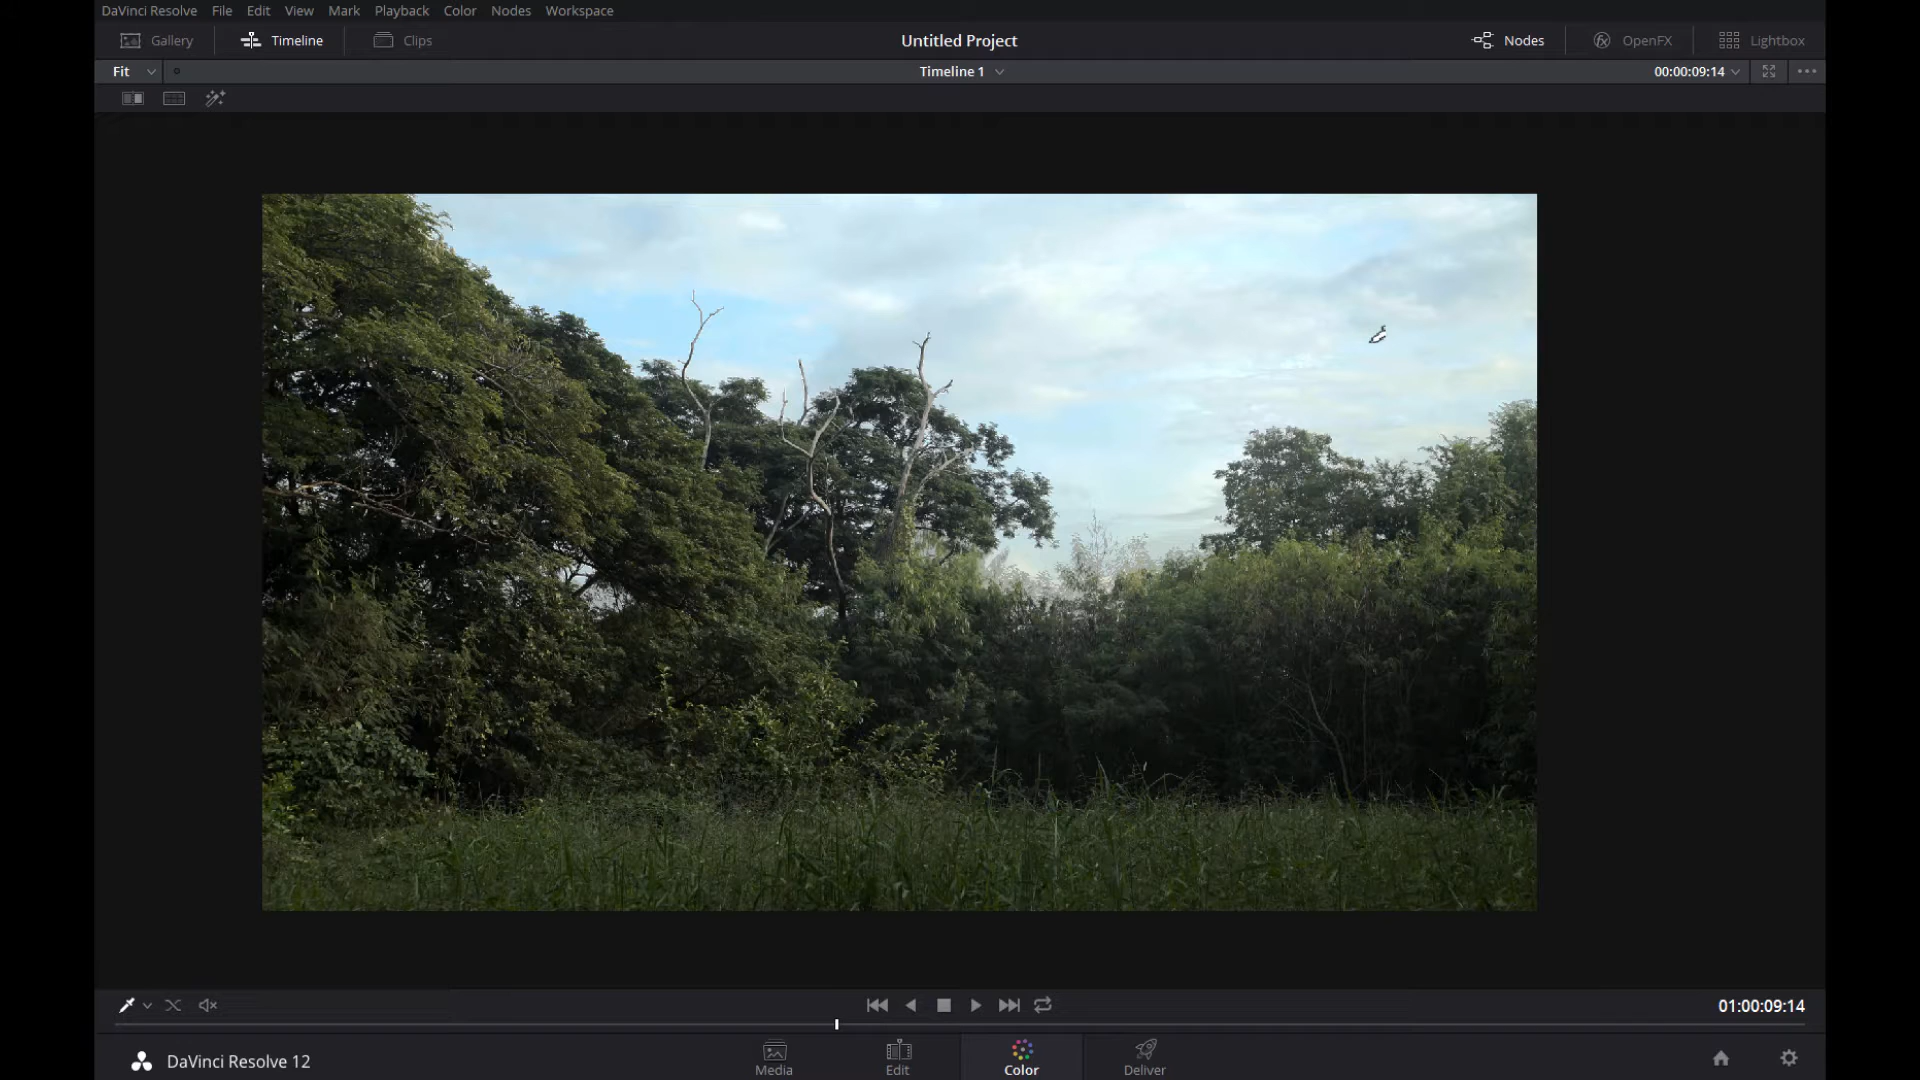 DaVinci Resolve File Edit View Mark Playback Color Nodes Workspace
Gallery Timeline Clips Untitled Project Nodes OpenFX Lightbox
Fit Timeline 1 00:00:09:14
01:00:09:14
DaVinci Resolve 12 Media Edit Color Deliver